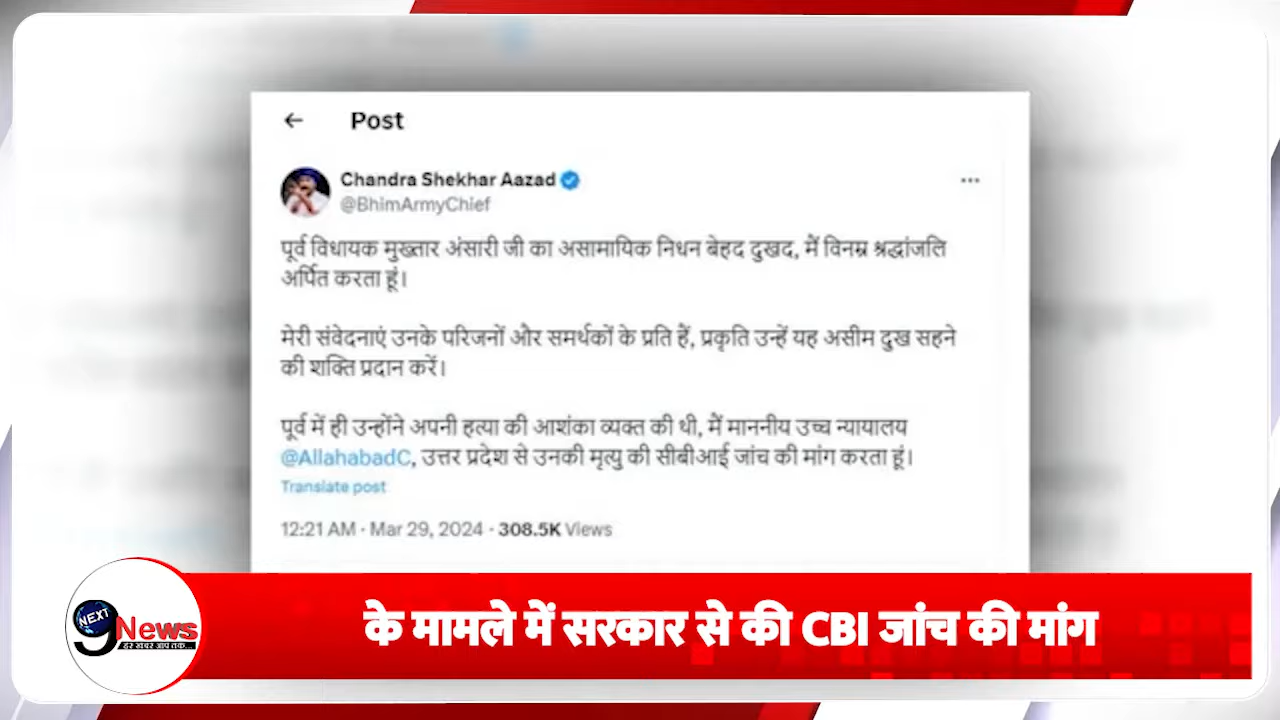 Post
Chandra Shekhar Aazad
@BhimArmyChief
पूर्व विधायक मुख्तार अंसारी जी का असामायिक निधन बेहद दुखद, मैं विनम्र श्रद्धांजलि
अर्पित करता हूं।
मेरी संवेदनाएं उनके परिजनों और समर्थकों के प्रति हैं, प्रकृति उन्हें यह असीम दुख सहने
की शक्ति प्रदान करें।
पूर्व में ही उन्होंने अपनी हत्या की आशंका व्यक्त की थी, मैं माननीय उच्च न्यायालय
@AllahabadC, उत्तर प्रदेश से उनकी मृत्यु की सीबीआई जांच की मांग करता हूं।
Translate post
12:21 AM · Mar 29, 2024 · 308.5K Views
के मामले में सरकार से की CBI जांच की मांग
NEXT
9 News
हर खबर आप तक...